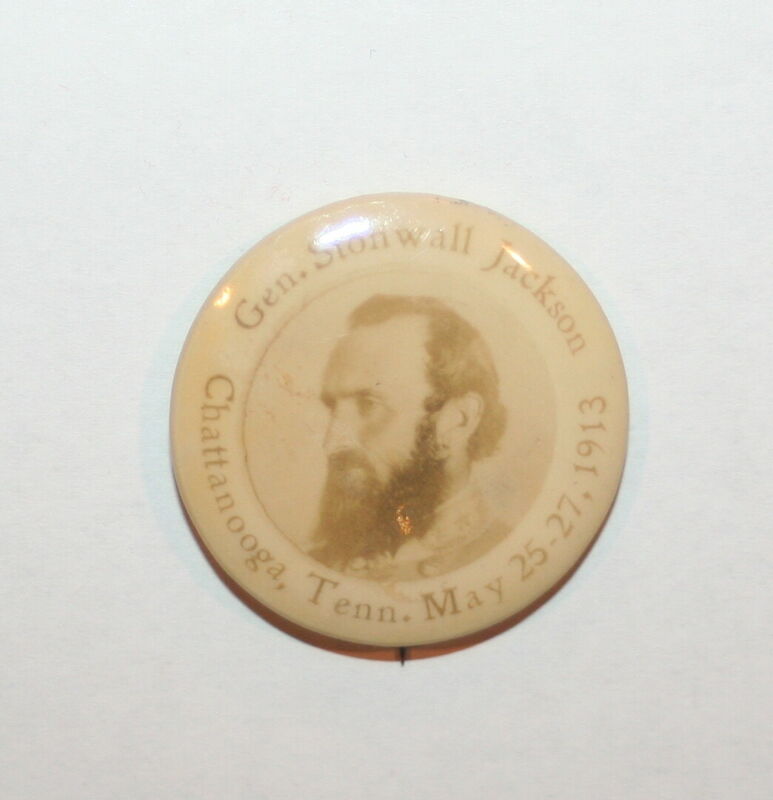 Gen. Stonwall Jackson
Chattanooga, Tenn. May 25-27, 1913